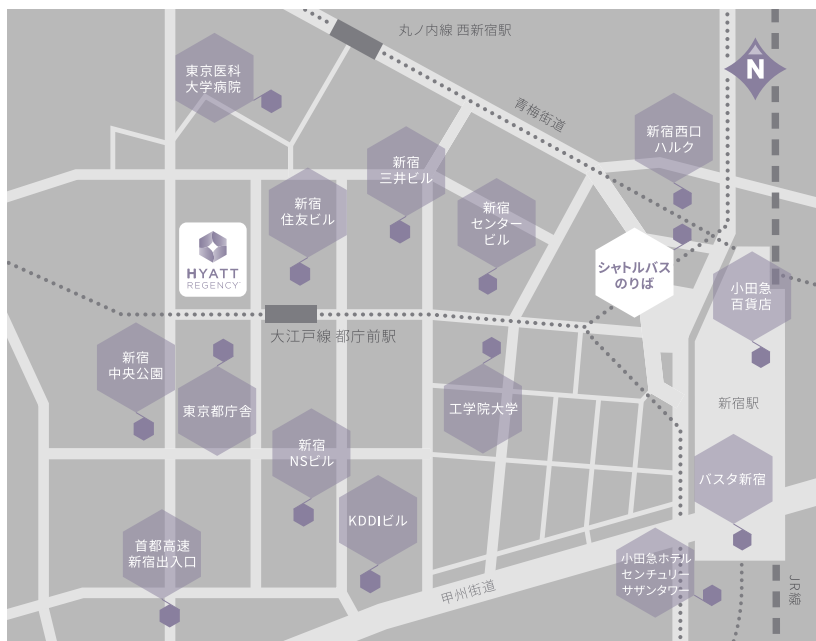 丸ノ内線 西新宿駅
東京医科
大学病院
N
青梅街道
新宿西口
ハルク
新宿
三井ビル
新宿
住友ビル
新宿
センター
ビル
HYATT
REGENCY
シャトルバス
のりば
小田急
百貨店
大江戸線 都庁前駅
新宿
中央公園
東京都庁舎
工学院大学
新宿駅
新宿
NSビル
バスタ新宿
KDDIビル
首都高速
新宿出入口
小田急ホテル
センチュリー
サザンタワー
甲州街道
JR線